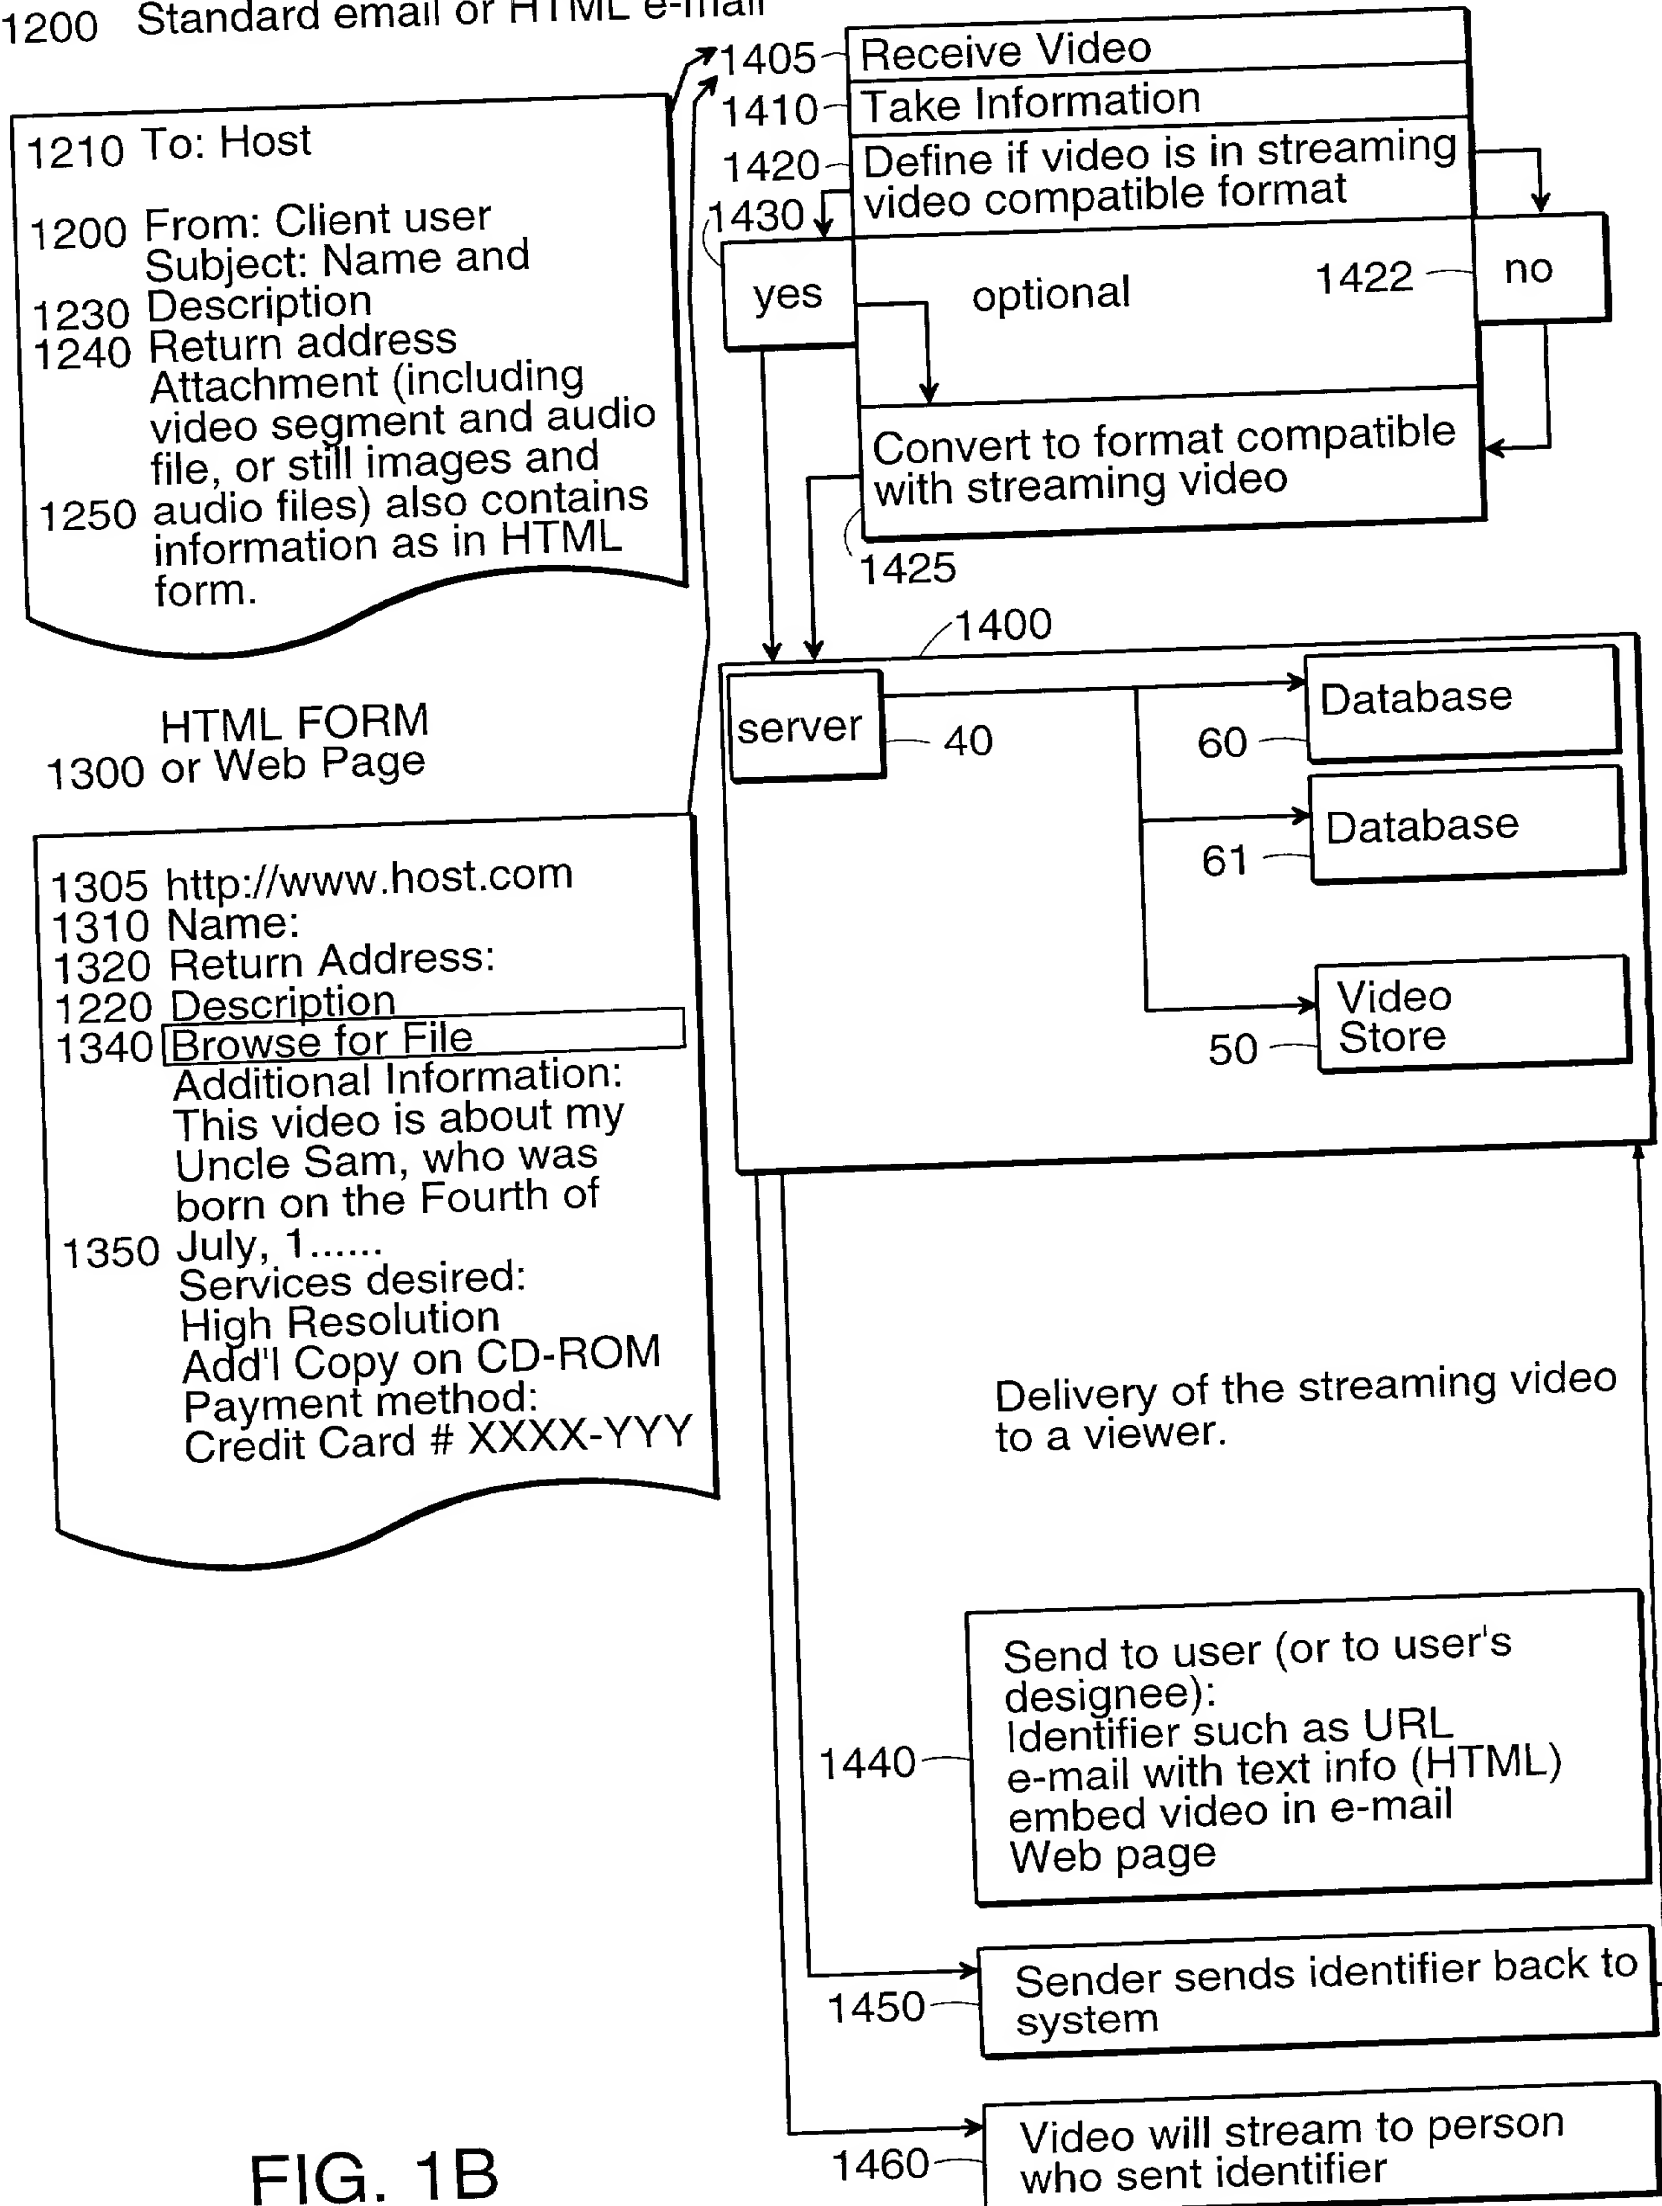 1200 Standard email or HTML e-mail
1210 To: Host
1200 From: Client user
Subject: Name and
1230 Description
1240 Return address
Attachment (including
video segment and audio
file, or still images and
1250 audio files) also contains
information as in HTML
form.
HTML FORM
1300 or Web Page
1305 http://www.host.com
1310 Name:
1320 Return Address:
1220 Description
1340 Browse for File
Additional Information:
This video is about my
Uncle Sam, who was
born on the Fourth of
1350 July, 1......
Services desired:
High Resolution
Add'l Copy on CD-ROM
Payment method:
Credit Card # XXXX-YYY
1405 Receive Video
1410 Take Information
1420 Define if video is in streaming
video compatible format
1430
yes
optional
1422
no
Convert to format compatible
with streaming video
1425
1400
server
40
Database
60
Database
61
Video
Store
50
Delivery of the streaming video
to a viewer.
Send to user (or to user's
designee):
Identifier such as URL
1440 e-mail with text info (HTML)
embed video in e-mail
Web page
Sender sends identifier back to
1450 system
Video will stream to person
1460 who sent identifier
FIG. 1B